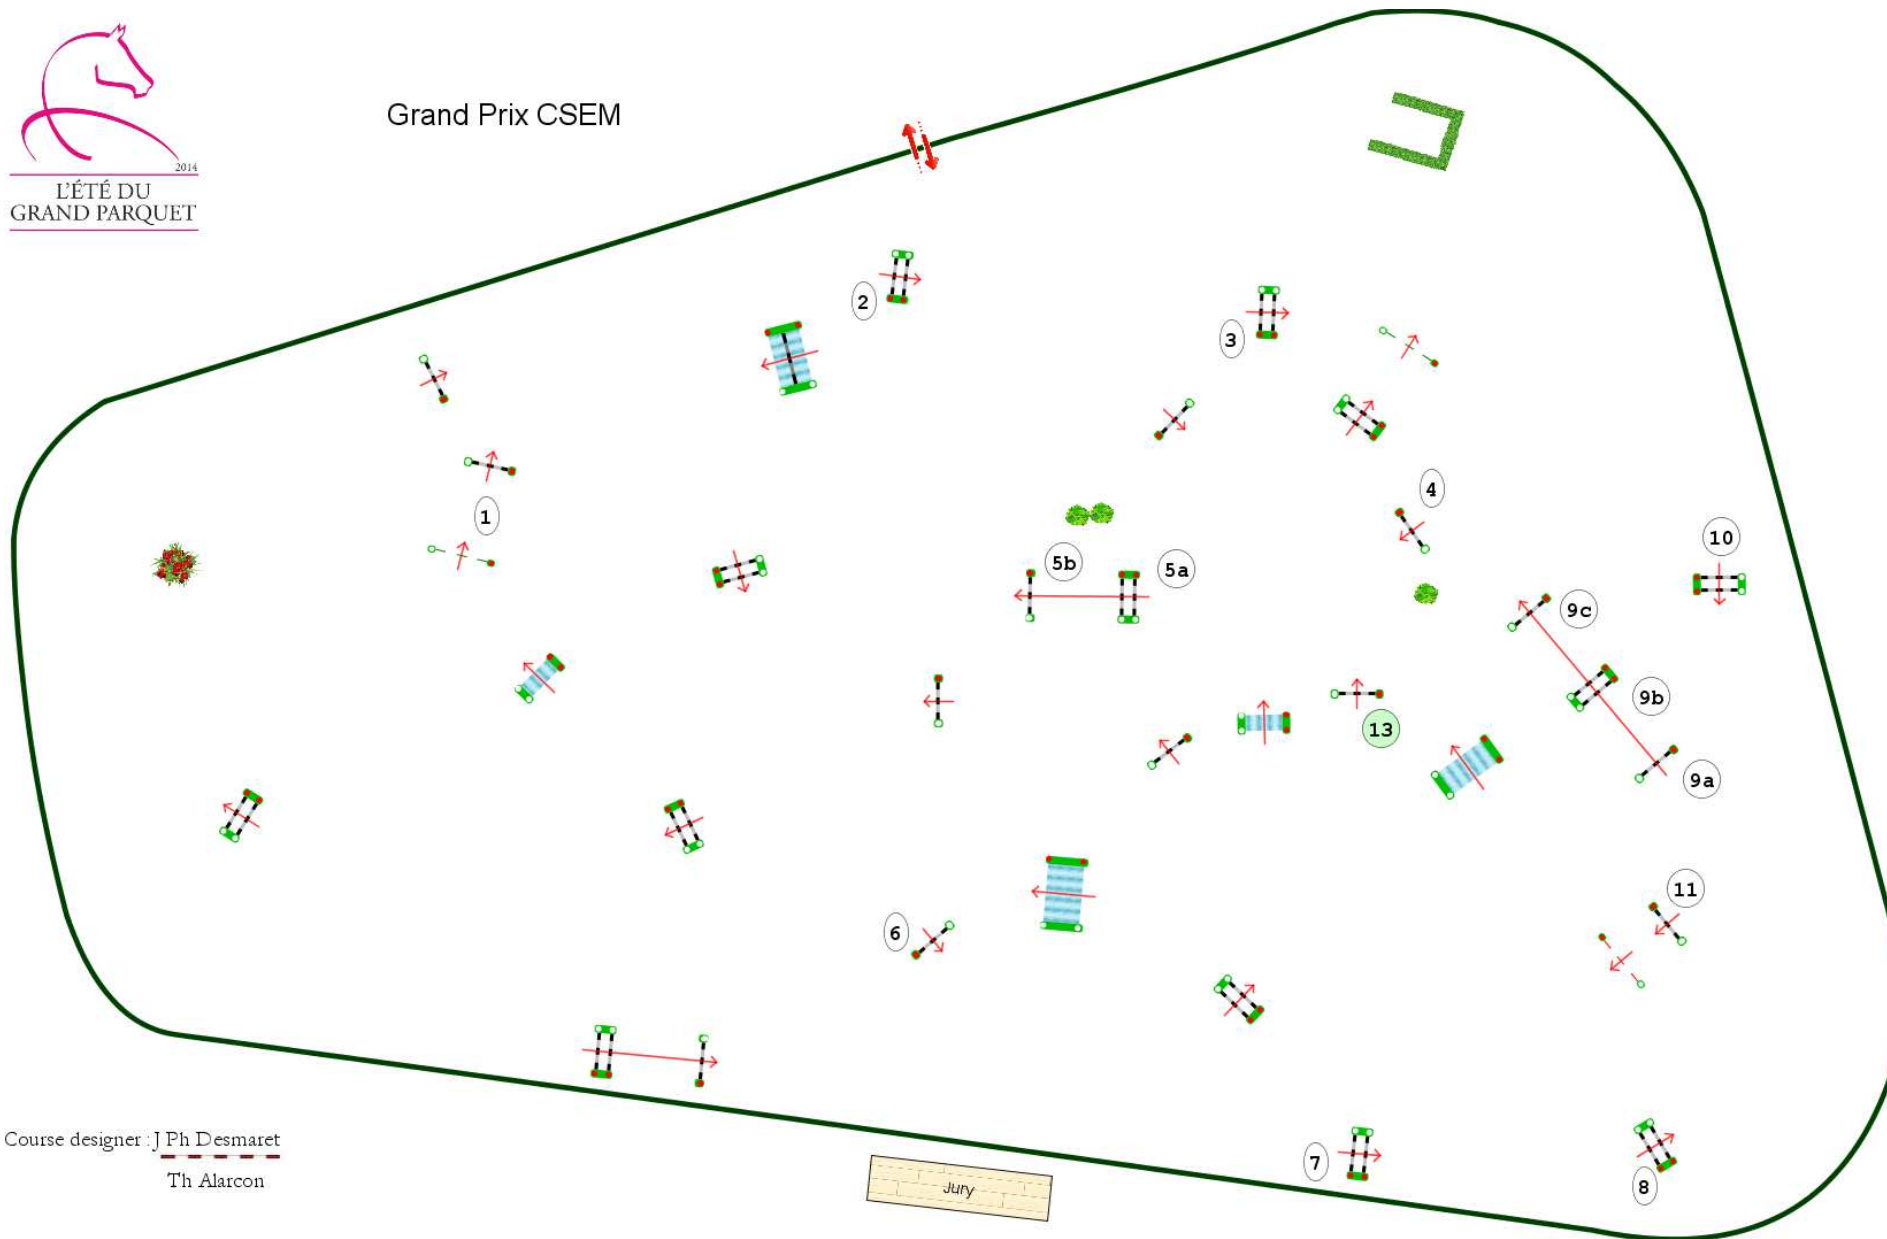 2014
L'ÉTÉ DU
GRAND PARQUET
Grand Prix CSEM
2
3
4
1
10
5b
5a
9c
9b
13
9a
11
6
7
8
Course designer : J Ph Desmaret
Th Alarcon
Jury